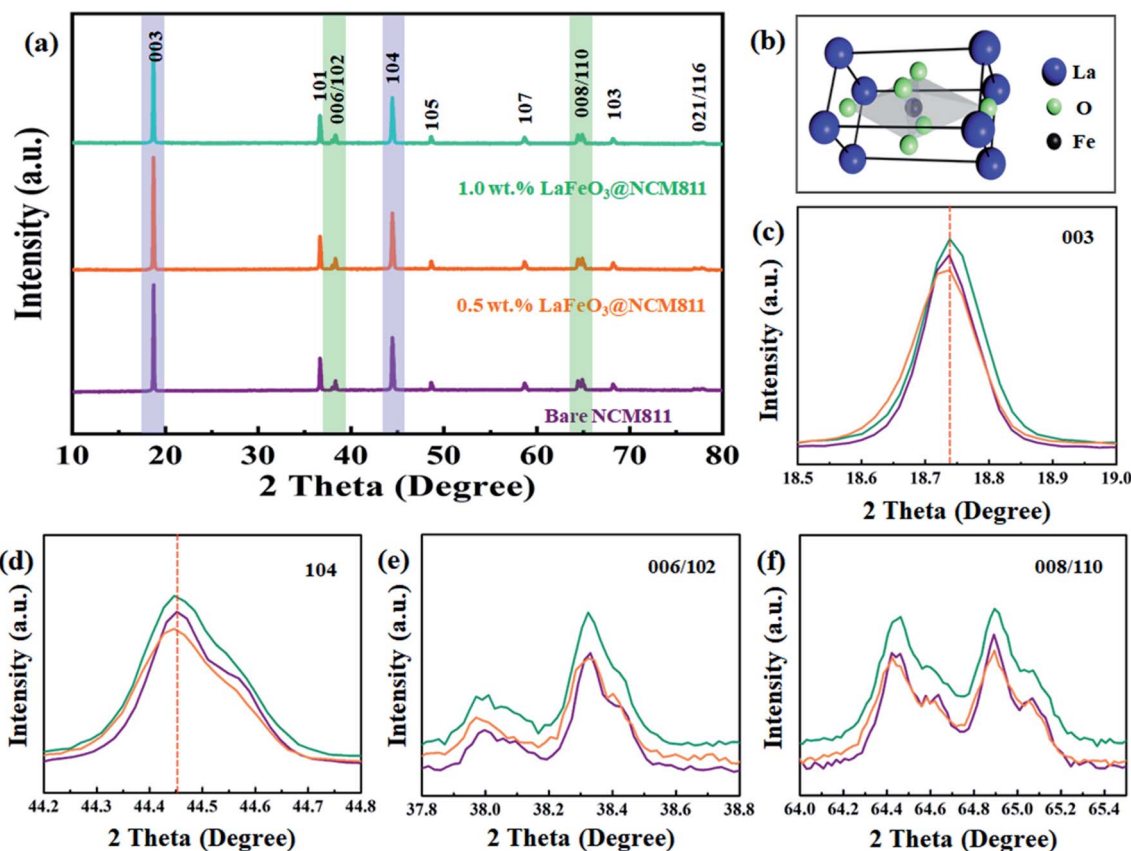 (a)
003
101
006/102
104
105
107
008/110
103
021/116
1.0 wt.% LaFeO₃@NCM811
0.5 wt.% LaFeO₃@NCM811
Bare NCM811
Intensity (a.u.)
10 20 30 40 50 60 70 80
2 Theta (Degree)
(b)
La
O
Fe
(c)
003
Intensity (a.u.)
18.5 18.6 18.7 18.8 18.9 19.0
2 Theta (Degree)
(d)
104
Intensity (a.u.)
44.2 44.3 44.4 44.5 44.6 44.7 44.8
2 Theta (Degree)
(e)
006/102
Intensity (a.u.)
37.8 38.0 38.2 38.4 38.6 38.8
2 Theta (Degree)
(f)
008/110
Intensity (a.u.)
64.0 64.2 64.4 64.6 64.8 65.0 65.2 65.4
2 Theta (Degree)